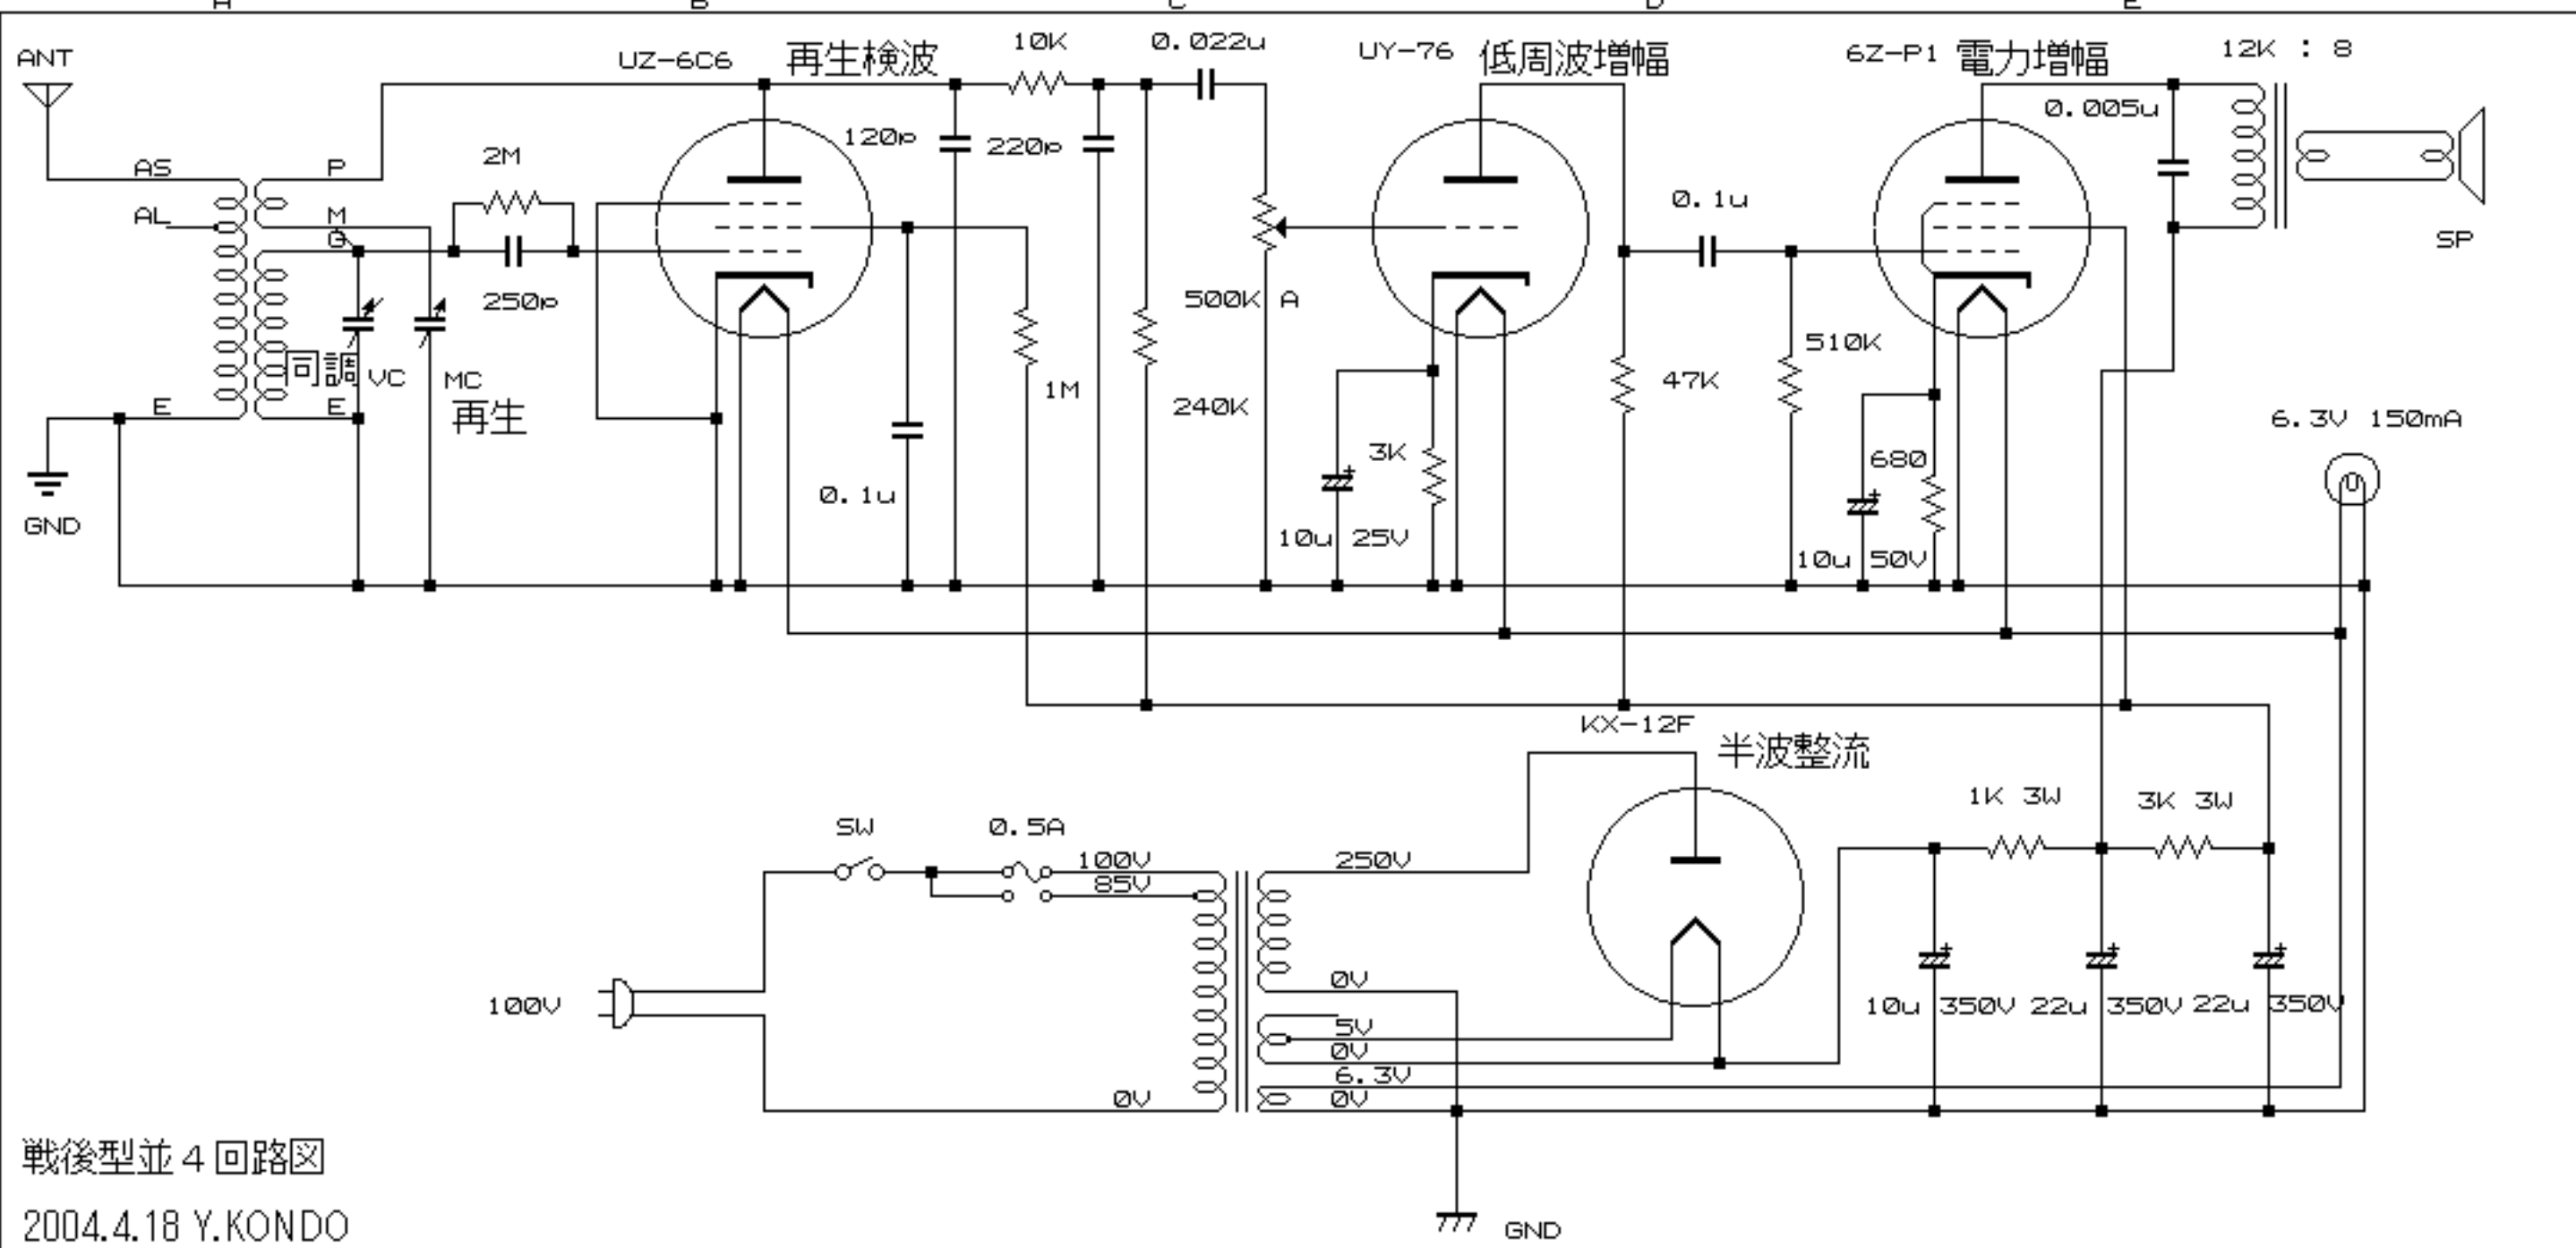 A B C D E
ANT
UZ-6C6 再生検波
10K
0.022u
UY-76 低周波増幅
6Z-P1 電力増幅
12K : 8
AS
P
2M
120p
220p
0.005u
AL
M
G
0.1u
SP
250p
500K A
同調 VC
MC
再生
1M
240K
47K
510K
E
E
6.3V 150mA
3K
680
0.1u
GND
10u 25V
10u 50V
KX-12F
半波整流
1K 3W
3K 3W
SW
0.5A
100V
85V
250V
100V
0V
5V
0V
6.3V
0V
0V
10u 350V
22u 350V
22u 350V
戦後型並4回路図
2004.4.18 Y.KONDO
GND